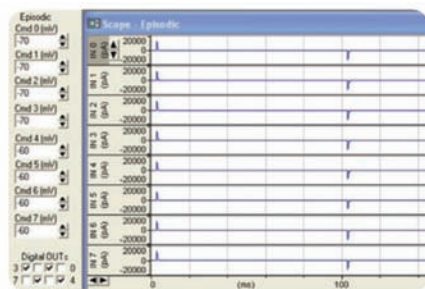 Episodic
Cmd 0 (mV)
-70
Cmd 1 (mV)
-70
Cmd 2 (mV)
-70
Cmd 3 (mV)
-70
Cmd 4 (mV)
-60
Cmd 5 (mV)
-60
Cmd 6 (mV)
-60
Cmd 7 (mV)
-60
Digital OUTs
3 0
7 4
Scope - Episodic
IN 0 (pA) 20000 0 -20000
IN 1 (pA) 20000 0 -20000
IN 2 (pA) 20000 0 -20000
IN 3 (pA) 20000 0 -20000
IN 4 (pA) 20000 0 -20000
IN 5 (pA) 20000 0 -20000
IN 6 (pA) 20000 0 -20000
IN 7 (pA) 20000 0 -20000
0 (ms) 100